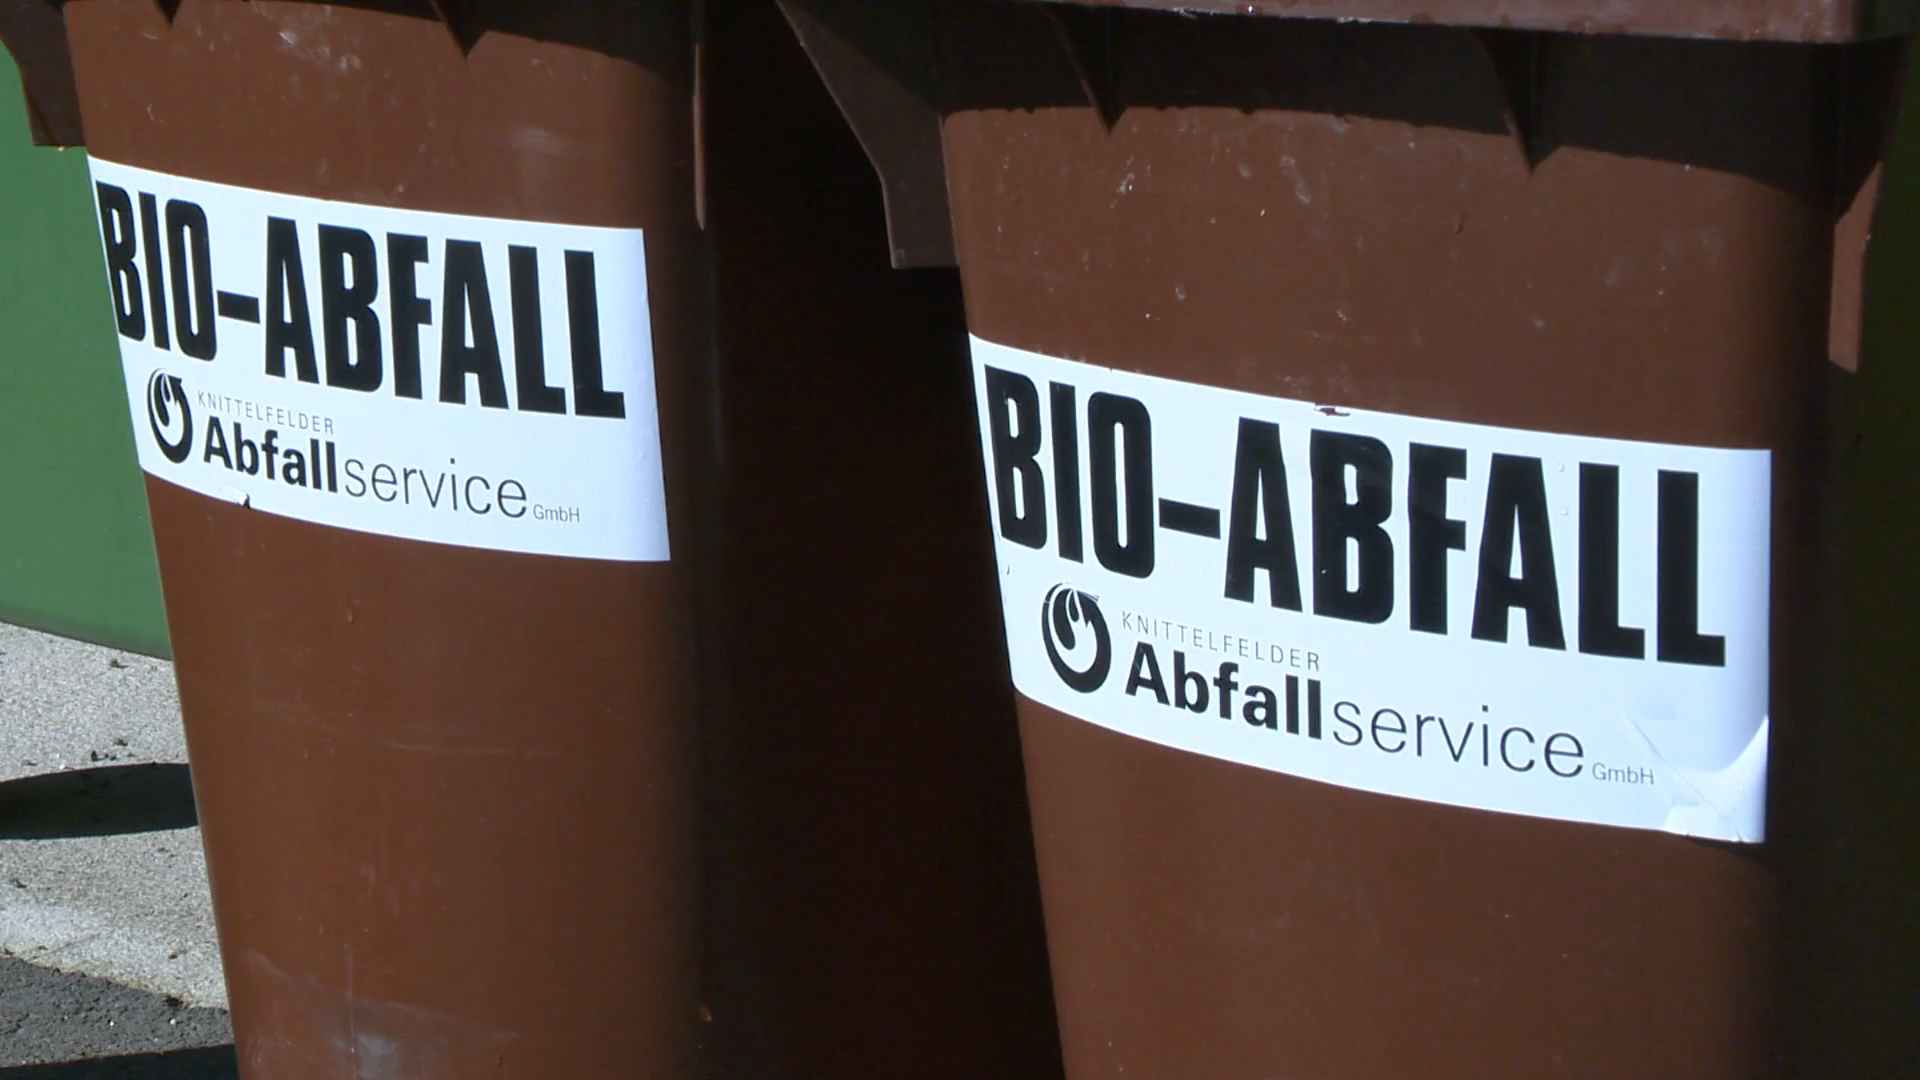 BIO-ABFALL
KNITTELFELDER
Abfallservice GmbH
BIO-ABFALL
KNITTELFELDER
Abfallservice GmbH